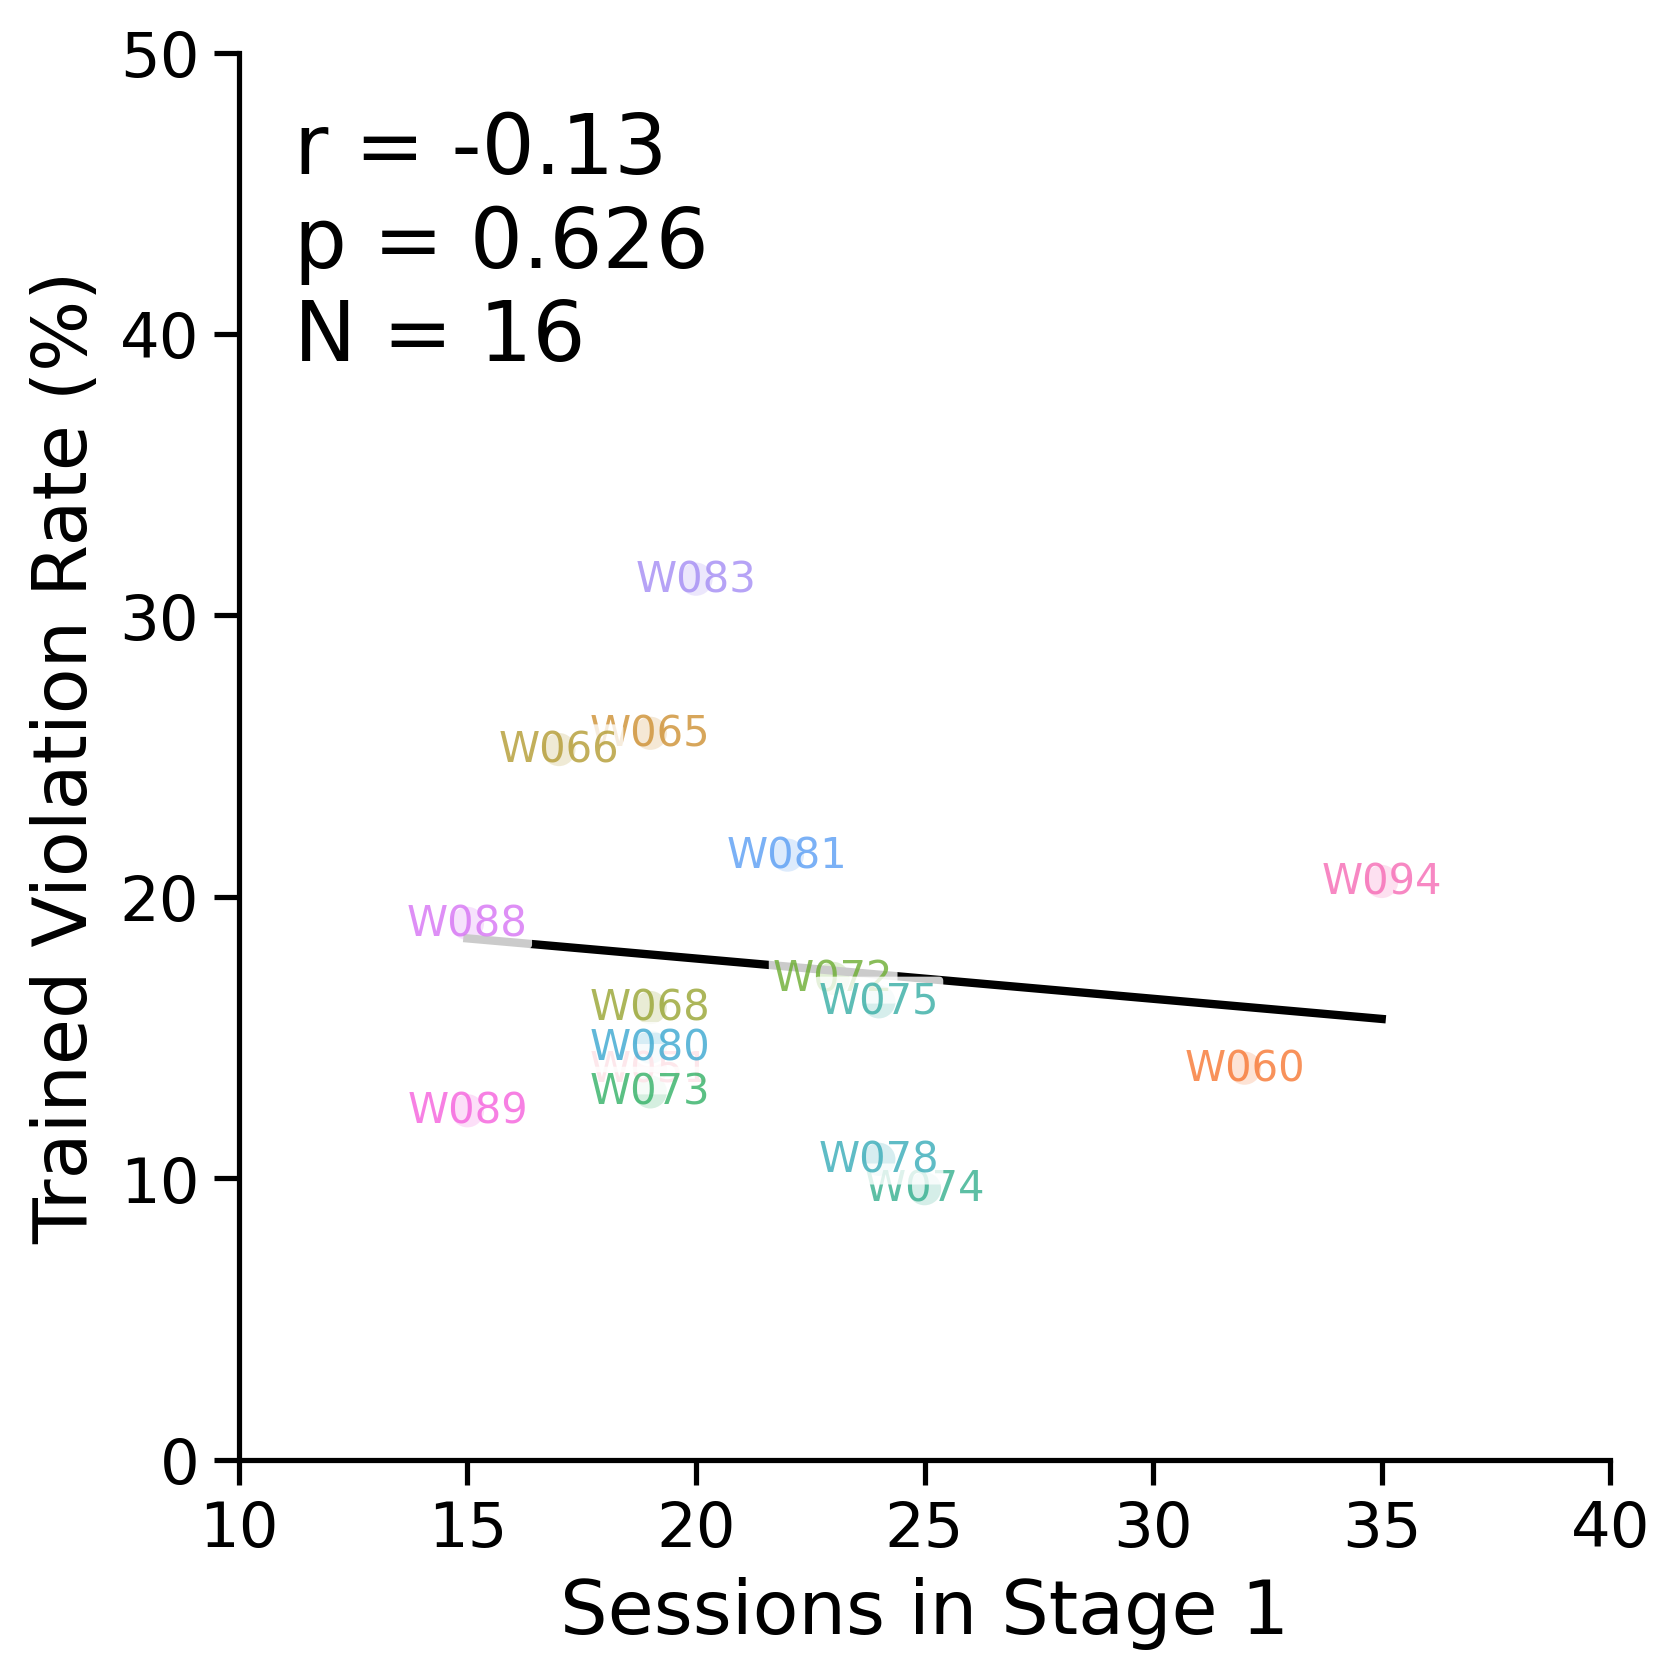 50
r = -0.13
p = 0.626
N = 16
40
30
20
10
0
Trained Violation Rate (%)
W083
W065
W066
W081
W094
W088
W072
W075
W068
W080
W073
W060
W089
W078
W074
10 15 20 25 30 35 40
Sessions in Stage 1